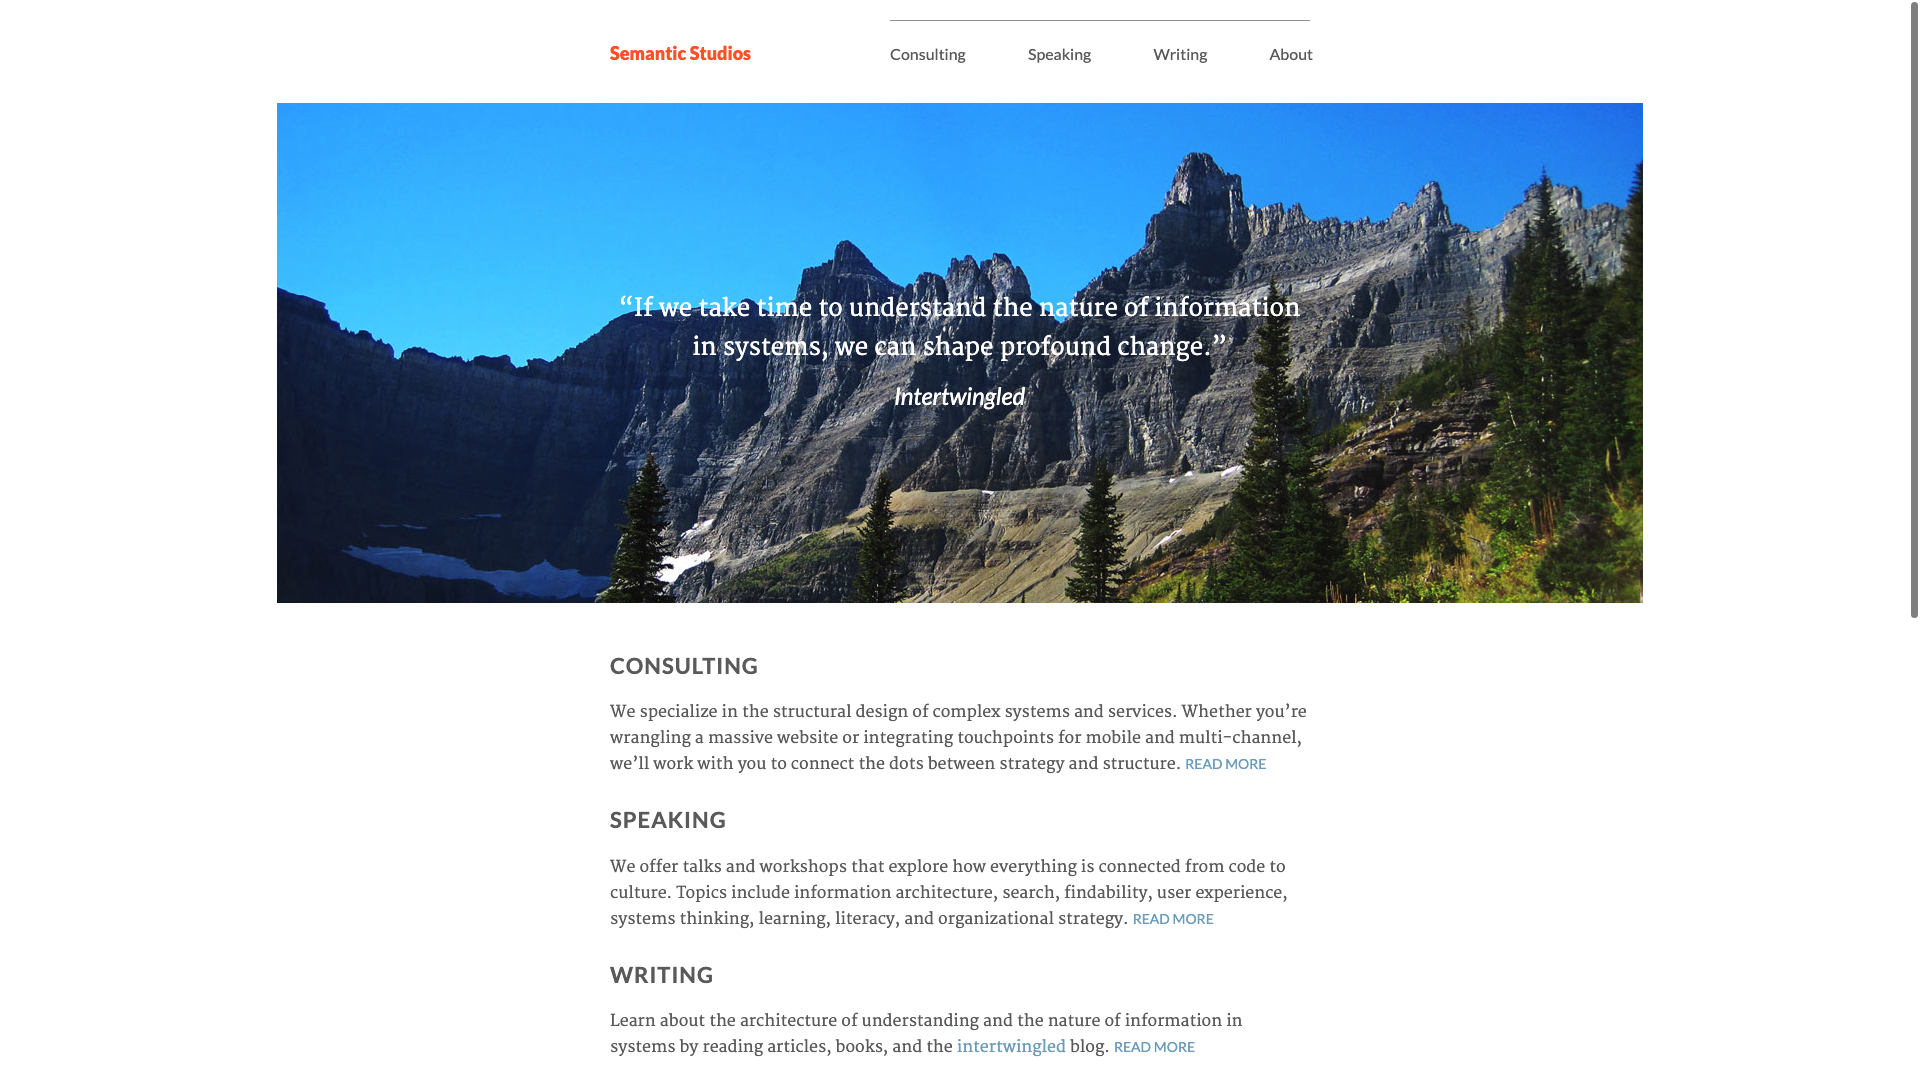 Semantic Studios
Consulting
Speaking
Writing
About
“If we take time to understand the nature of information
in systems, we can shape profound change.”
Intertwingled
CONSULTING
We specialize in the structural design of complex systems and services. Whether you’re
wrangling a massive website or integrating touchpoints for mobile and multi-channel,
we’ll work with you to connect the dots between strategy and structure. READ MORE
SPEAKING
We offer talks and workshops that explore how everything is connected from code to
culture. Topics include information architecture, search, findability, user experience,
systems thinking, learning, literacy, and organizational strategy. READ MORE
WRITING
Learn about the architecture of understanding and the nature of information in
systems by reading articles, books, and the intertwingled blog. READ MORE